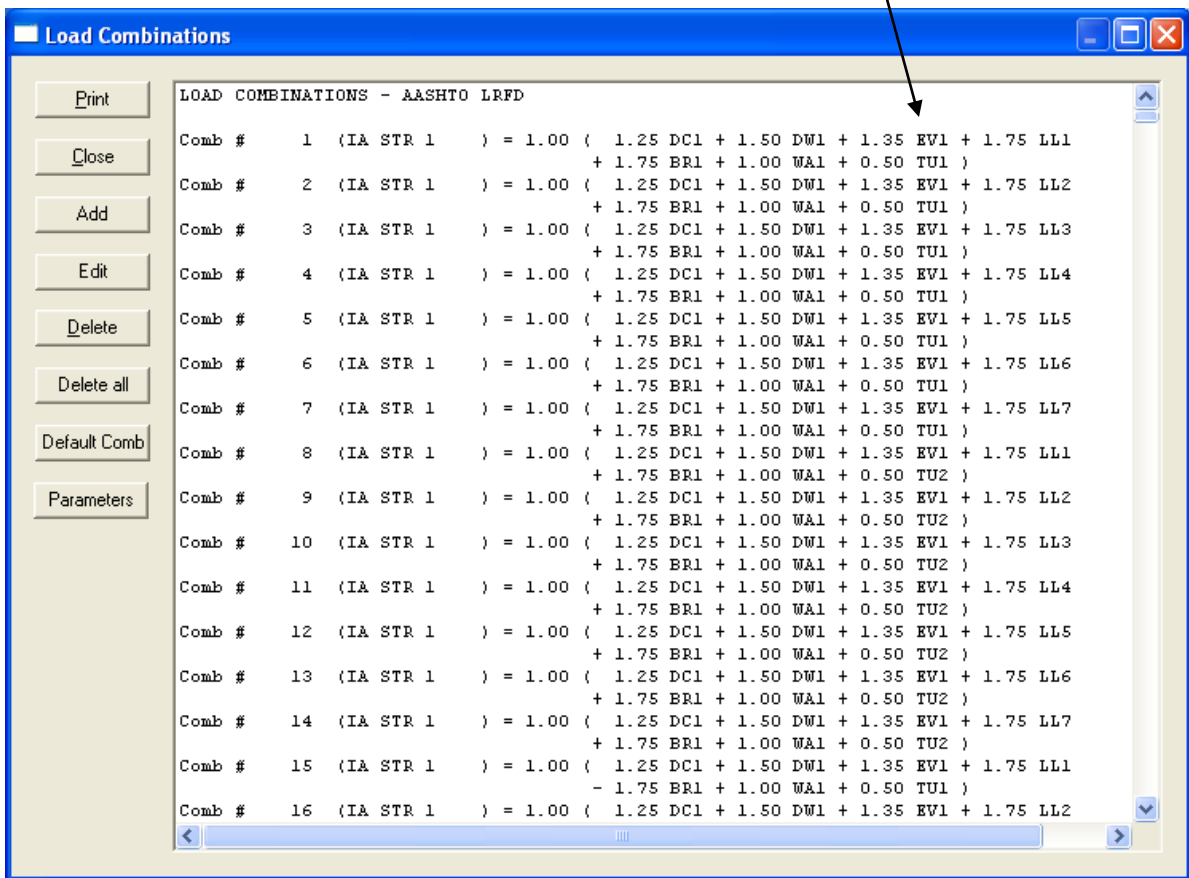 Load Combinations
Print
Close
Add
Edit
Delete
Delete all
Default Comb
Parameters
LOAD COMBINATIONS - AASHTO LRFD
Comb # 1 (IA STR 1 ) = 1.00 ( 1.25 DC1 + 1.50 DW1 + 1.35 EV1 + 1.75 LL1
+ 1.75 BR1 + 1.00 WA1 + 0.50 TU1 )
Comb # 2 (IA STR 1 ) = 1.00 ( 1.25 DC1 + 1.50 DW1 + 1.35 EV1 + 1.75 LL2
+ 1.75 BR1 + 1.00 WA1 + 0.50 TU1 )
Comb # 3 (IA STR 1 ) = 1.00 ( 1.25 DC1 + 1.50 DW1 + 1.35 EV1 + 1.75 LL3
+ 1.75 BR1 + 1.00 WA1 + 0.50 TU1 )
Comb # 4 (IA STR 1 ) = 1.00 ( 1.25 DC1 + 1.50 DW1 + 1.35 EV1 + 1.75 LL4
+ 1.75 BR1 + 1.00 WA1 + 0.50 TU1 )
Comb # 5 (IA STR 1 ) = 1.00 ( 1.25 DC1 + 1.50 DW1 + 1.35 EV1 + 1.75 LL5
+ 1.75 BR1 + 1.00 WA1 + 0.50 TU1 )
Comb # 6 (IA STR 1 ) = 1.00 ( 1.25 DC1 + 1.50 DW1 + 1.35 EV1 + 1.75 LL6
+ 1.75 BR1 + 1.00 WA1 + 0.50 TU1 )
Comb # 7 (IA STR 1 ) = 1.00 ( 1.25 DC1 + 1.50 DW1 + 1.35 EV1 + 1.75 LL7
+ 1.75 BR1 + 1.00 WA1 + 0.50 TU1 )
Comb # 8 (IA STR 1 ) = 1.00 ( 1.25 DC1 + 1.50 DW1 + 1.35 EV1 + 1.75 LL1
+ 1.75 BR1 + 1.00 WA1 + 0.50 TU2 )
Comb # 9 (IA STR 1 ) = 1.00 ( 1.25 DC1 + 1.50 DW1 + 1.35 EV1 + 1.75 LL2
+ 1.75 BR1 + 1.00 WA1 + 0.50 TU2 )
Comb # 10 (IA STR 1 ) = 1.00 ( 1.25 DC1 + 1.50 DW1 + 1.35 EV1 + 1.75 LL3
+ 1.75 BR1 + 1.00 WA1 + 0.50 TU2 )
Comb # 11 (IA STR 1 ) = 1.00 ( 1.25 DC1 + 1.50 DW1 + 1.35 EV1 + 1.75 LL4
+ 1.75 BR1 + 1.00 WA1 + 0.50 TU2 )
Comb # 12 (IA STR 1 ) = 1.00 ( 1.25 DC1 + 1.50 DW1 + 1.35 EV1 + 1.75 LL5
+ 1.75 BR1 + 1.00 WA1 + 0.50 TU2 )
Comb # 13 (IA STR 1 ) = 1.00 ( 1.25 DC1 + 1.50 DW1 + 1.35 EV1 + 1.75 LL6
+ 1.75 BR1 + 1.00 WA1 + 0.50 TU2 )
Comb # 14 (IA STR 1 ) = 1.00 ( 1.25 DC1 + 1.50 DW1 + 1.35 EV1 + 1.75 LL7
+ 1.75 BR1 + 1.00 WA1 + 0.50 TU2 )
Comb # 15 (IA STR 1 ) = 1.00 ( 1.25 DC1 + 1.50 DW1 + 1.35 EV1 + 1.75 LL1
- 1.75 BR1 + 1.00 WA1 + 0.50 TU1 )
Comb # 16 (IA STR 1 ) = 1.00 ( 1.25 DC1 + 1.50 DW1 + 1.35 EV1 + 1.75 LL2